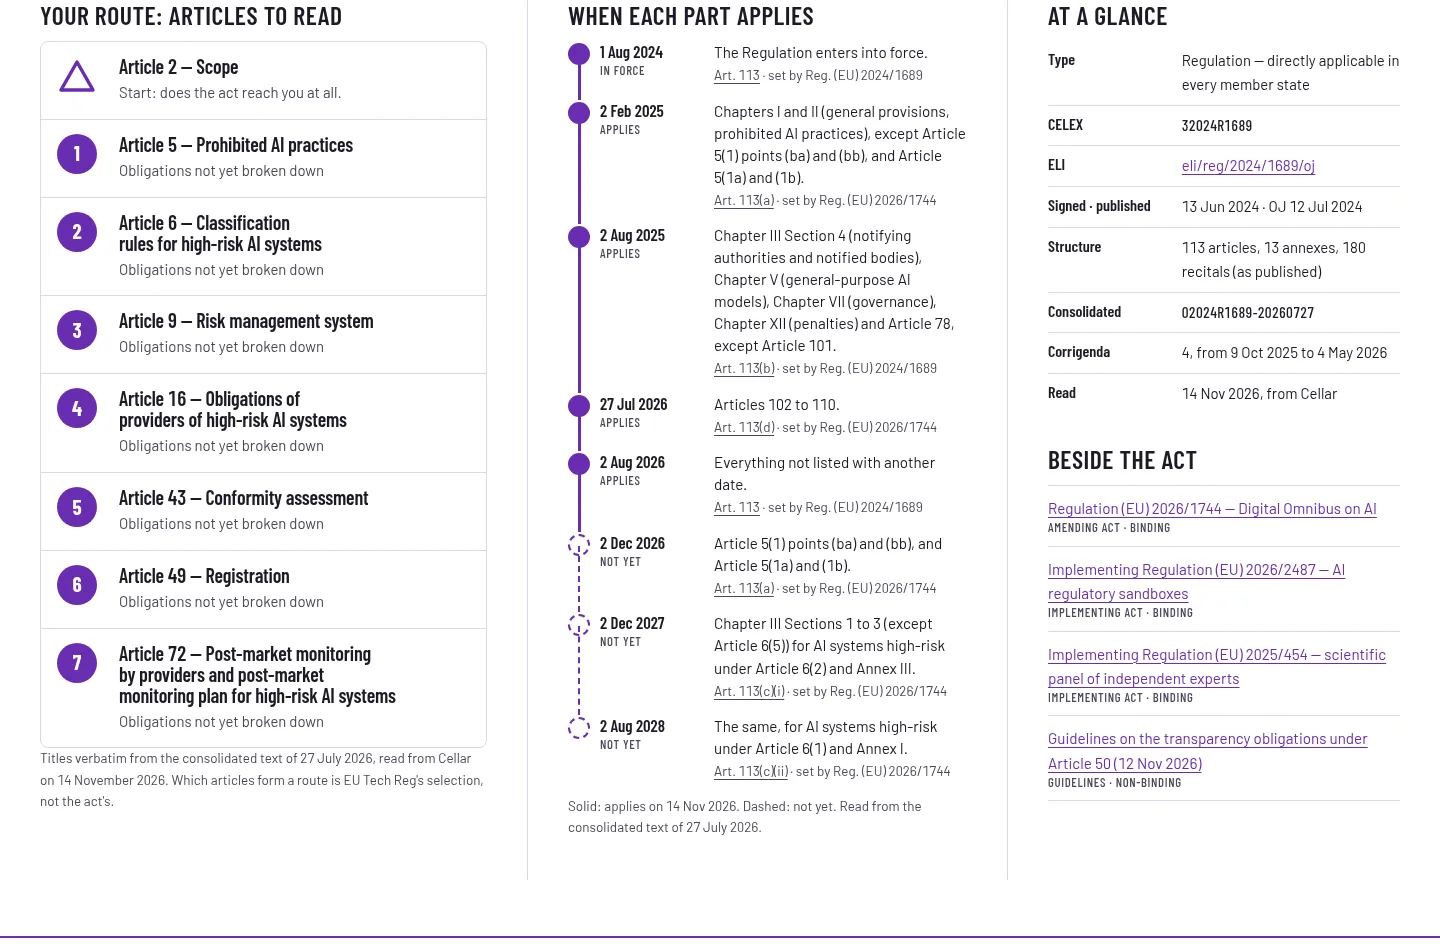 YOUR ROUTE: ARTICLES TO READ
Article 2 — Scope
Start: does the act reach you at all.
1
Article 5 — Prohibited AI practices
Obligations not yet broken down
2
Article 6 — Classification
rules for high-risk AI systems
Obligations not yet broken down
3
Article 9 — Risk management system
Obligations not yet broken down
4
Article 16 — Obligations of
providers of high-risk AI systems
Obligations not yet broken down
5
Article 43 — Conformity assessment
Obligations not yet broken down
6
Article 49 — Registration
Obligations not yet broken down
7
Article 72 — Post-market monitoring
by providers and post-market
monitoring plan for high-risk AI systems
Obligations not yet broken down
Titles verbatim from the consolidated text of 27 July 2026, read from Cellar
on 14 November 2026. Which articles form a route is EU Tech Reg's selection,
not the act's.
WHEN EACH PART APPLIES
1 Aug 2024
IN FORCE
The Regulation enters into force.
Art. 113 · set by Reg. (EU) 2024/1689
2 Feb 2025
APPLIES
Chapters I and II (general provisions,
prohibited AI practices), except Article
5(1) points (ba) and (bb), and Article
5(1a) and (1b).
Art. 113(a) · set by Reg. (EU) 2026/1744
2 Aug 2025
APPLIES
Chapter III Section 4 (notifying
authorities and notified bodies),
Chapter V (general-purpose AI
models), Chapter VII (governance),
Chapter XII (penalties) and Article 78,
except Article 101.
Art. 113(b) · set by Reg. (EU) 2024/1689
27 Jul 2026
APPLIES
Articles 102 to 110.
Art. 113(d) · set by Reg. (EU) 2026/1744
2 Aug 2026
APPLIES
Everything not listed with another
date.
Art. 113 · set by Reg. (EU) 2024/1689
2 Dec 2026
NOT YET
Article 5(1) points (ba) and (bb), and
Article 5(1a) and (1b).
Art. 113(a) · set by Reg. (EU) 2026/1744
2 Dec 2027
NOT YET
Chapter III Sections 1 to 3 (except
Article 6(5)) for AI systems high-risk
under Article 6(2) and Annex III.
Art. 113(c)(i) · set by Reg. (EU) 2026/1744
2 Aug 2028
NOT YET
The same, for AI systems high-risk
under Article 6(1) and Annex I.
Art. 113(c)(ii) · set by Reg. (EU) 2026/1744
Solid: applies on 14 Nov 2026. Dashed: not yet. Read from the
consolidated text of 27 July 2026.
AT A GLANCE
Type
Regulation — directly applicable in
every member state
CELEX
32024R1689
ELI
eli/reg/2024/1689/oj
Signed · published
13 Jun 2024 · OJ 12 Jul 2024
Structure
113 articles, 13 annexes, 180
recitals (as published)
Consolidated
02024R1689-20260727
Corrigenda
4, from 9 Oct 2025 to 4 May 2026
Read
14 Nov 2026, from Cellar
BESIDE THE ACT
Regulation (EU) 2026/1744 — Digital Omnibus on AI
AMENDING ACT · BINDING
Implementing Regulation (EU) 2026/2487 — AI
regulatory sandboxes
IMPLEMENTING ACT · BINDING
Implementing Regulation (EU) 2025/454 — scientific
panel of independent experts
IMPLEMENTING ACT · BINDING
Guidelines on the transparency obligations under
Article 50 (12 Nov 2026)
GUIDELINES · NON-BINDING